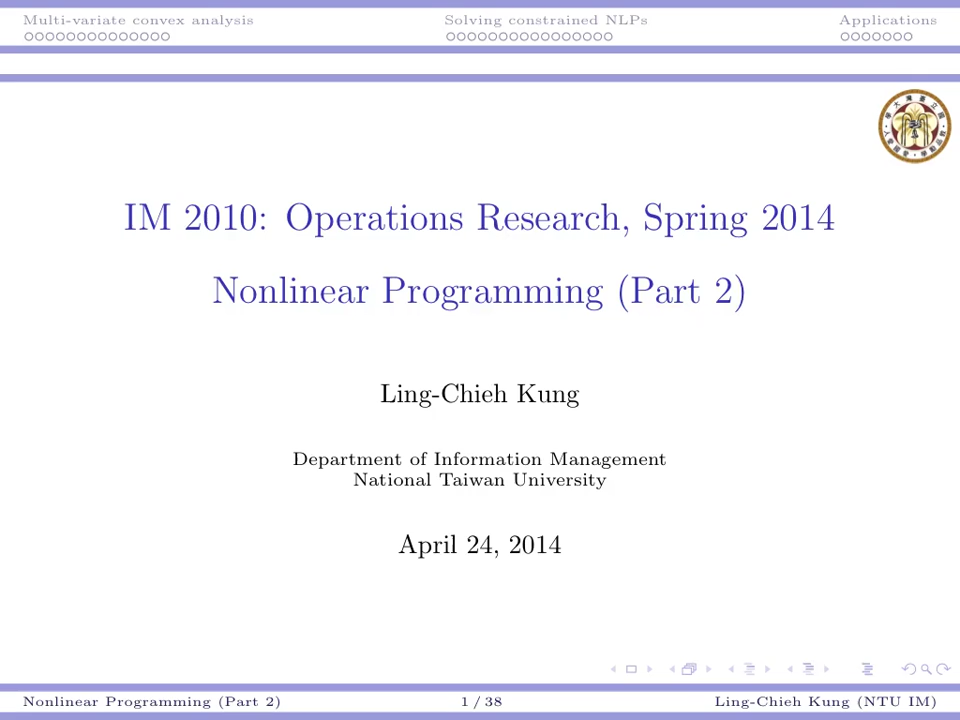 Multi-variate convex analysis Solving constrained NLPs Applications
IM 2010: Operations Research, Spring 2014
Nonlinear Programming (Part 2)
Ling-Chieh Kung
Department of Information Management
National Taiwan University
April 24, 2014
Nonlinear Programming (Part 2) 1 / 38 Ling-Chieh Kung (NTU IM)